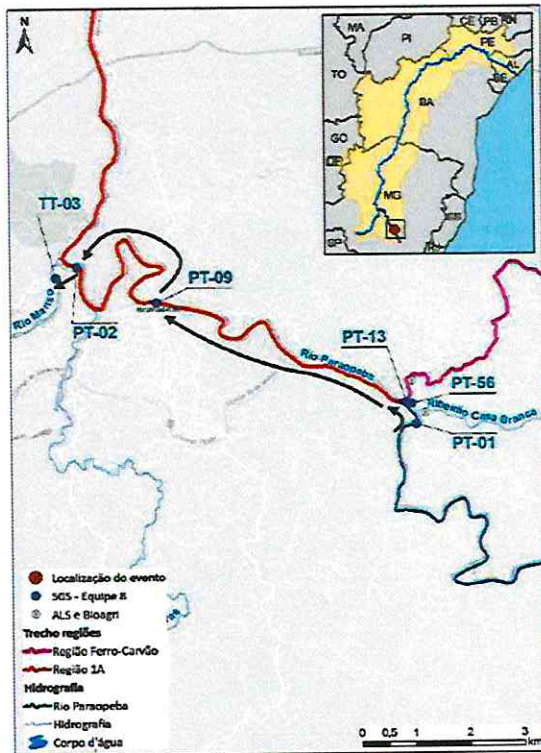 N
MA
PI
CE
PB
RN
PE
AL
SE
TO
BA
GO
DF
MG
ES
SP
RJ
TT-03
PT-09
Rio Manso
PT-02
PT-13
Rio Paraopeba
PT-56
Ribeirão Casa Branca
PT-01
Localização do evento
SGS - Equipe 8
ALS e Bioagri
Trecho regiões
Região Ferro-Carvão
Região 1A
Hidrografia
Rio Paraopeba
Hidrografia
Corpo d'água
0 0,5 1 2 3
km